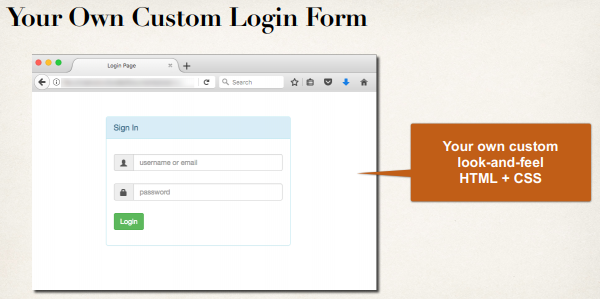 Your Own Custom Login Form
Login Page
Search
Sign In
username or email
password
Login
Your own custom
look-and-feel
HTML + CSS